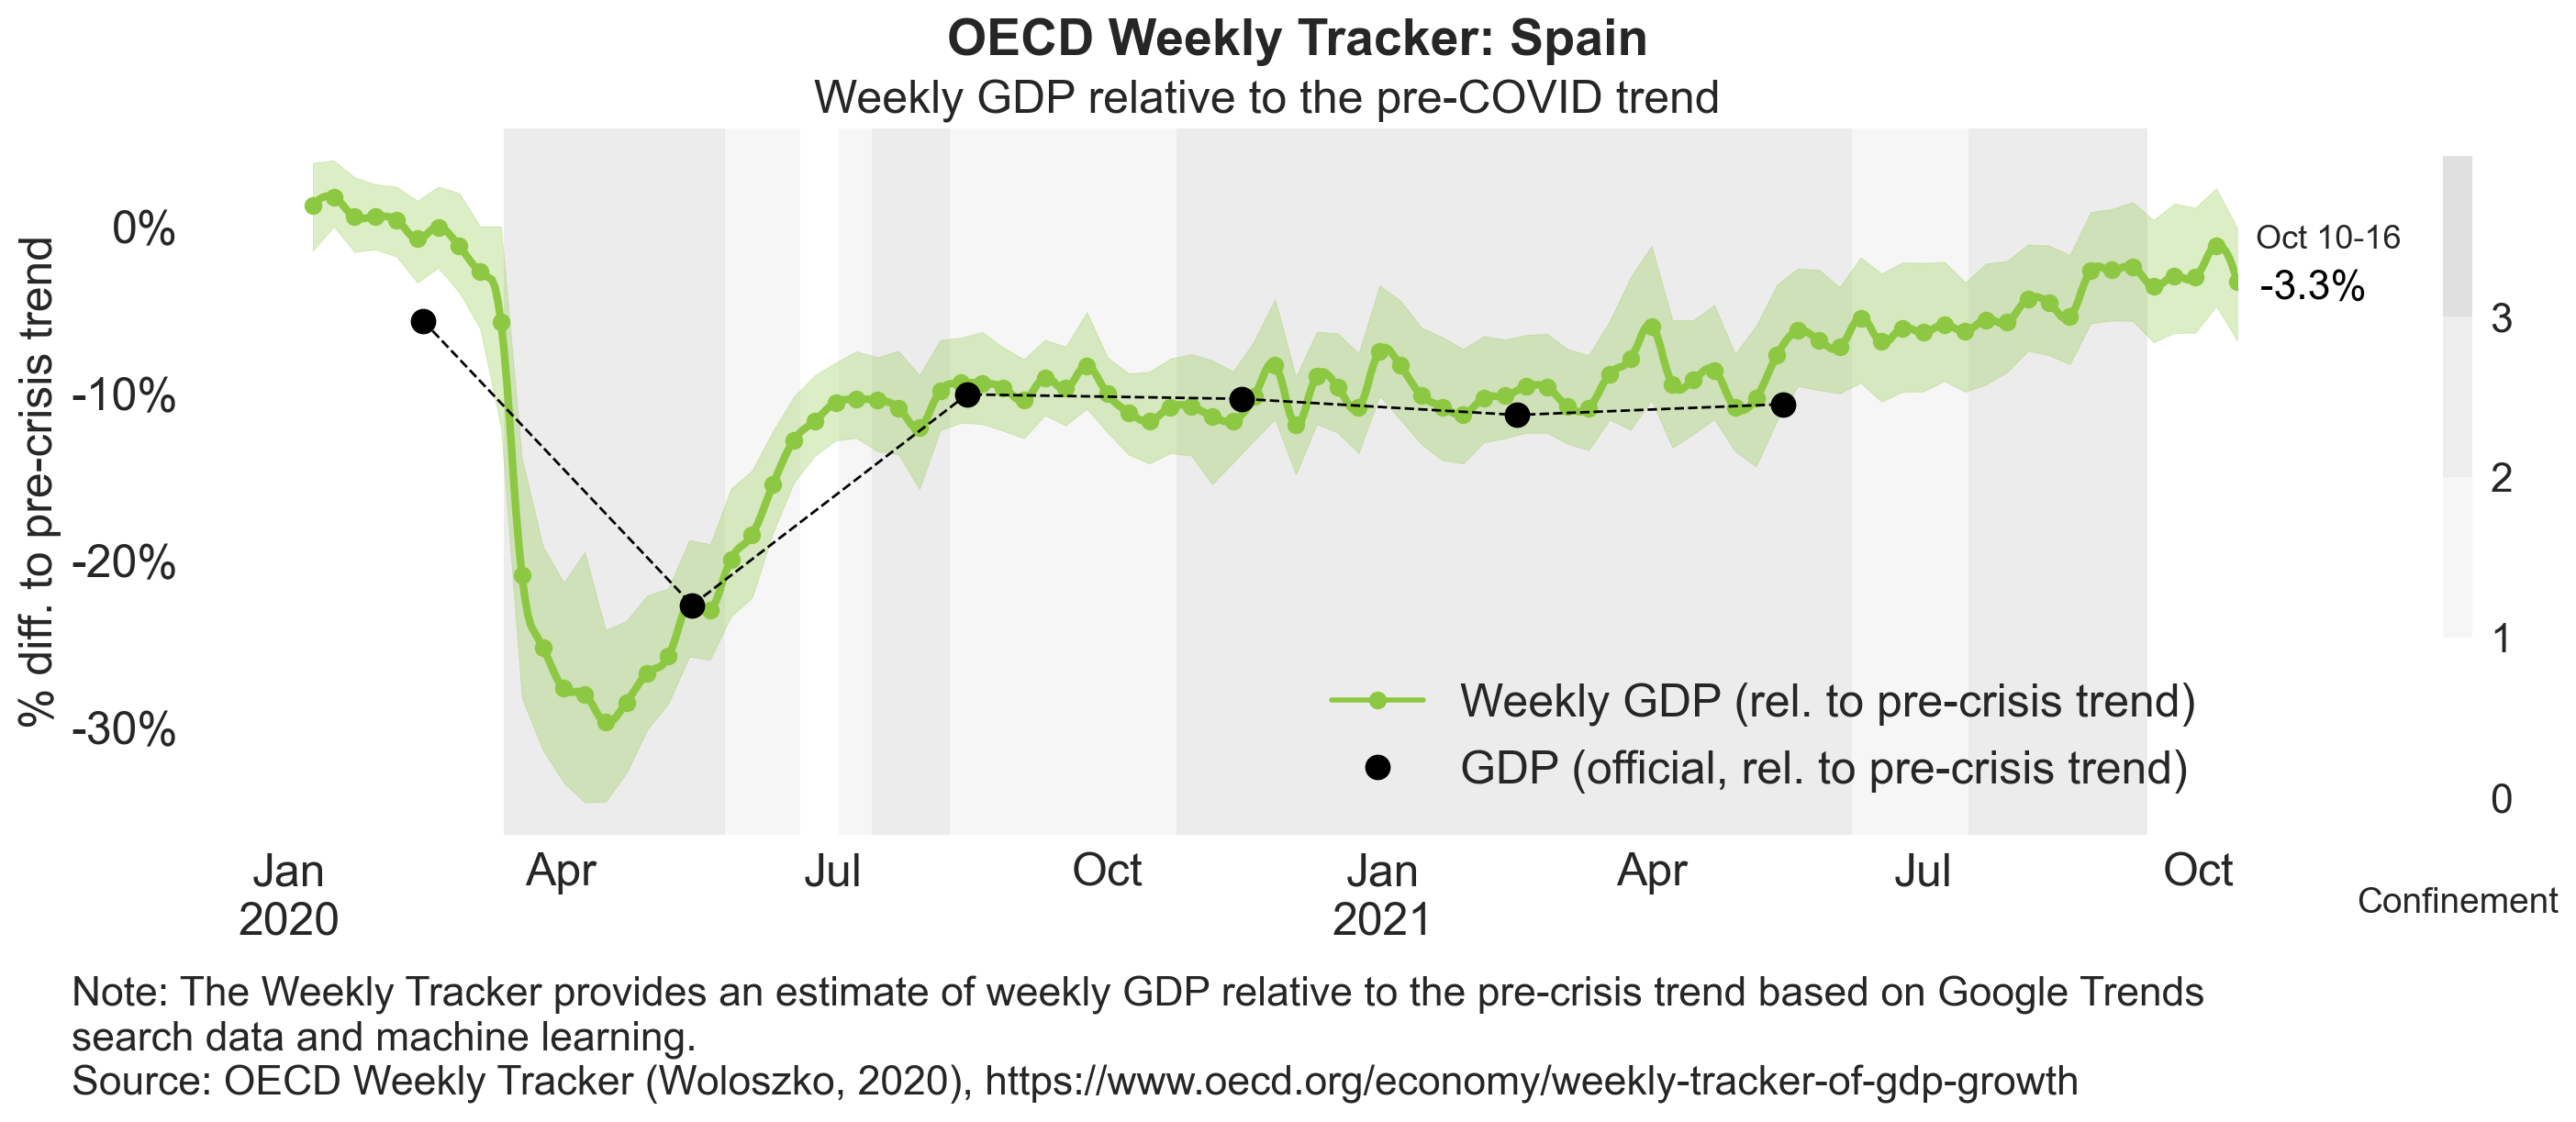 OECD Weekly Tracker: Spain
Weekly GDP relative to the pre-COVID trend
% diff. to pre-crisis trend
0%
-10%
-20%
-30%
Oct 10-16
-3.3%
3
2
1
0
Confinement
Weekly GDP (rel. to pre-crisis trend)
GDP (official, rel. to pre-crisis trend)
Jan Apr Jul Oct Jan Apr Jul Oct
2020 2021
Note: The Weekly Tracker provides an estimate of weekly GDP relative to the pre-crisis trend based on Google Trends
search data and machine learning.
Source: OECD Weekly Tracker (Woloszko, 2020), https://www.oecd.org/economy/weekly-tracker-of-gdp-growth